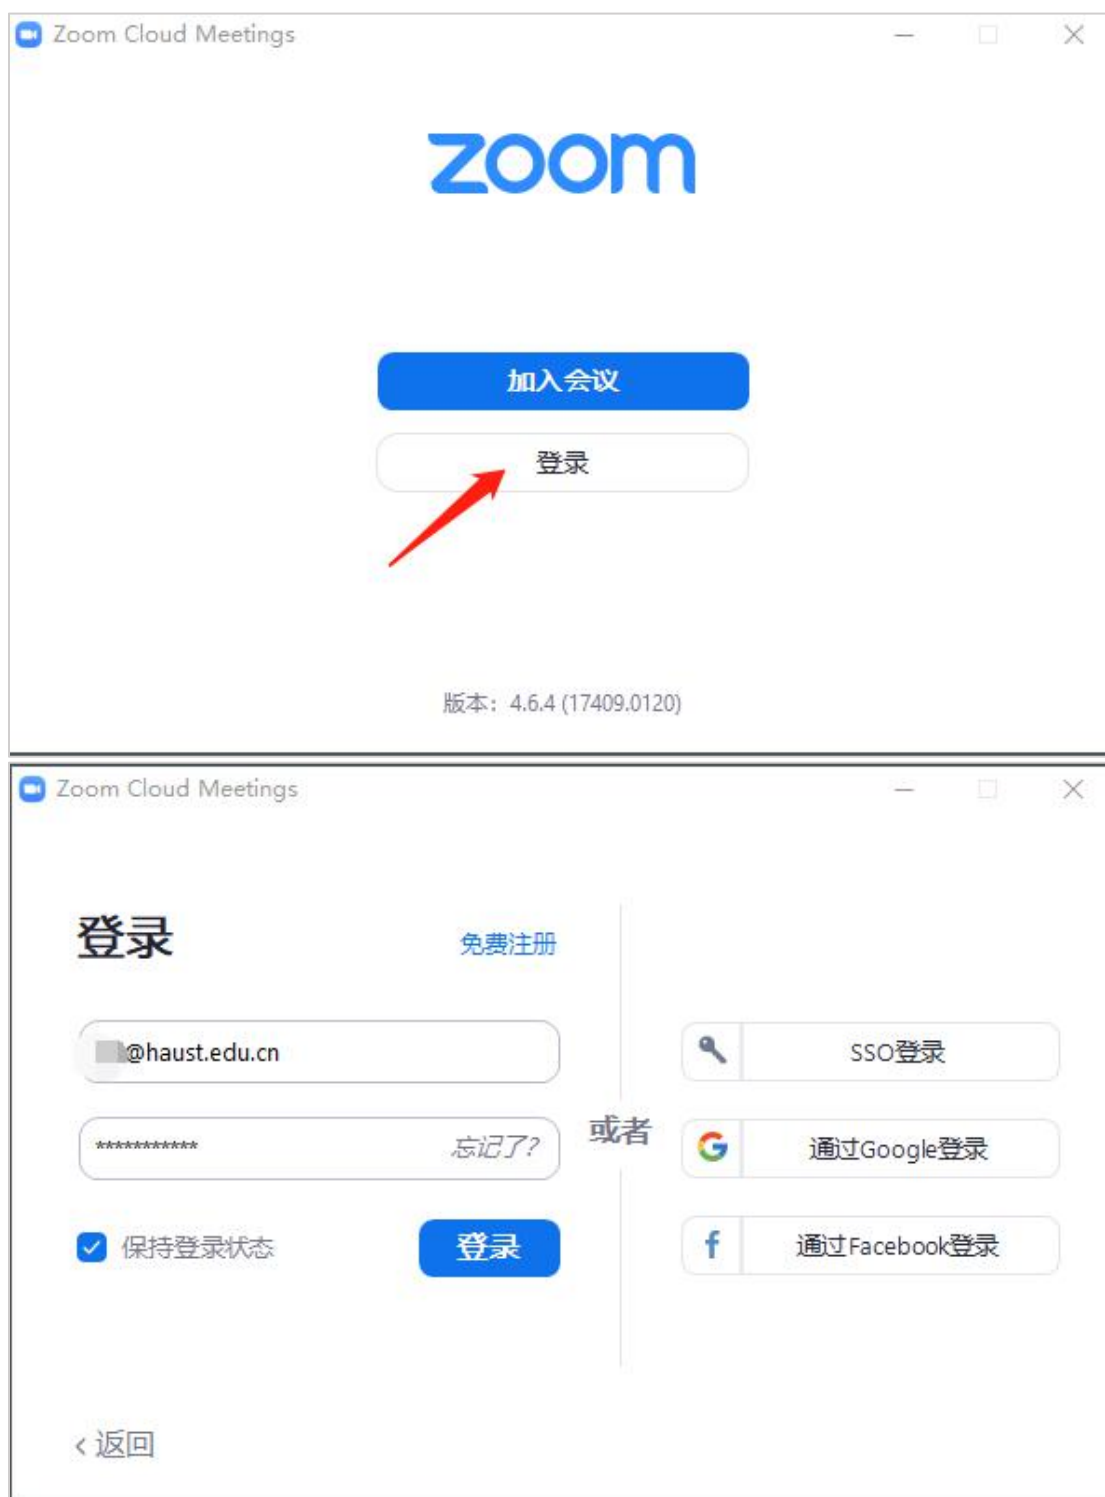 Zoom Cloud Meetings
zoom
加入会议
登录
版本：4.6.4 (17409.0120)
Zoom Cloud Meetings
登录
免费注册
@haust.edu.cn
***********
忘记了?
保持登录状态
登录
或者
SSO登录
通过Google登录
通过Facebook登录
返回